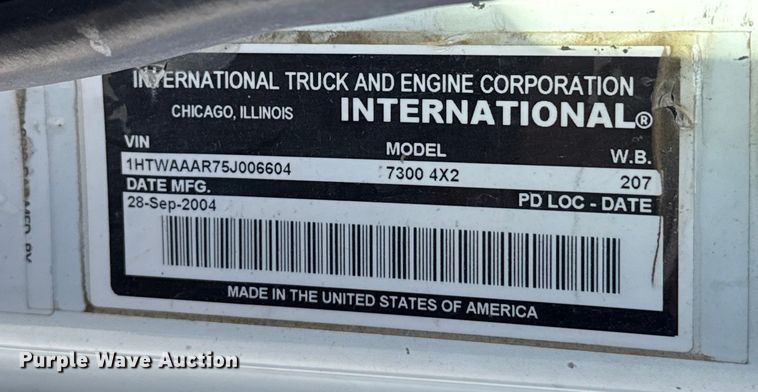 INTERNATIONAL TRUCK AND ENGINE CORPORATION
CHICAGO, ILLINOIS INTERNATIONAL®
VIN MODEL W.B.
1HTWAAAR75J006604 7300 4X2 207
DATE MFG. PD LOC - DATE
28-Sep-2004
MADE IN THE UNITED STATES OF AMERICA
Purple Wave Auction